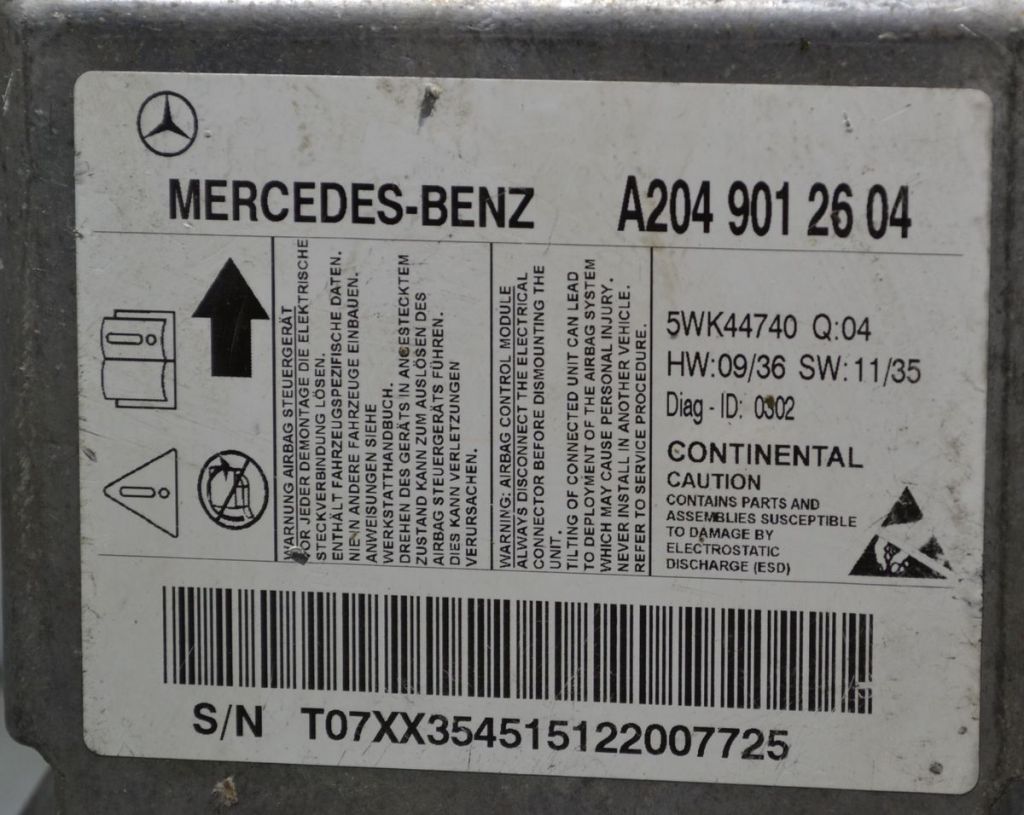 MERCEDES-BENZ A204 901 26 04
WARNUNG AIRBAG STEUERGERÄT
VOR JEDER DEMONTAGE DIE ELEKTRISCHE
STECKVERBINDUNG LÖSEN.
ENTHÄLT FAHRZEUGSPEZIFISCHE DATEN.
NIE IN ANDERE FAHRZEUGE EINBAUEN.
ANWEISUNGEN SIEHE
WERKSTATTHANDBUCH.
DREHEN DES GERÄTS IN ANGESTECKTEM
ZUSTAND KANN ZUM AUSLÖSEN DES
AIRBAG STEUERGERÄTS FÜHREN.
DIES KANN VERLETZUNGEN
VERURSACHEN.
WARNING: AIRBAG CONTROL MODULE
ALWAYS DISCONNECT THE ELECTRICAL
CONNECTOR BEFORE DISMOUNTING THE
UNIT.
TILTING OF CONNECTED UNIT CAN LEAD
TO DEPLOYMENT OF THE AIRBAG SYSTEM
WHICH MAY CAUSE PERSONAL INJURY.
NEVER INSTALL IN ANOTHER VEHICLE.
REFER TO SERVICE PROCEDURE.
5WK44740 Q:04
HW:09/36 SW:11/35
Diag - ID: 0302
CONTINENTAL
CAUTION
CONTAINS PARTS AND
ASSEMBLIES SUSCEPTIBLE
TO DAMAGE BY
ELECTROSTATIC
DISCHARGE (ESD)
S/N T07XX354515122007725